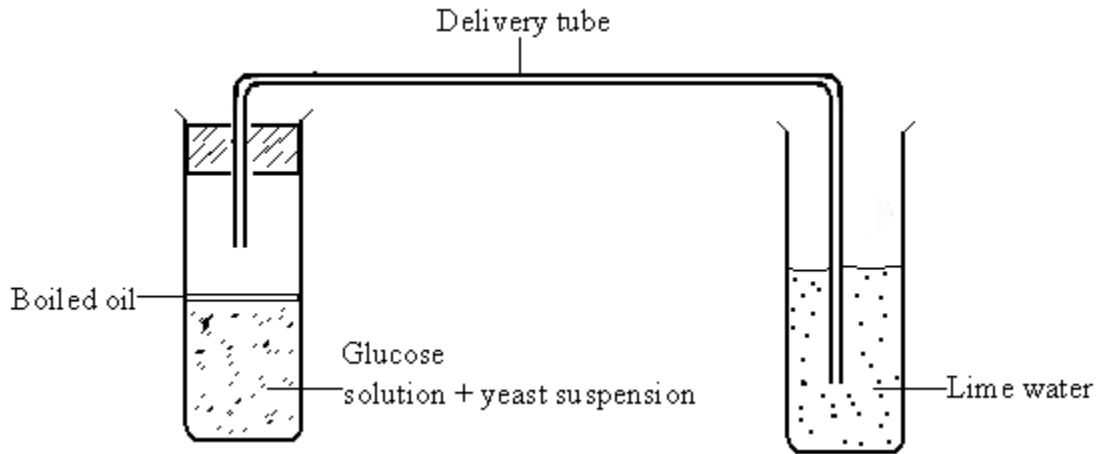 Delivery tube
Boiled oil
Glucose
solution + yeast suspension
Lime water